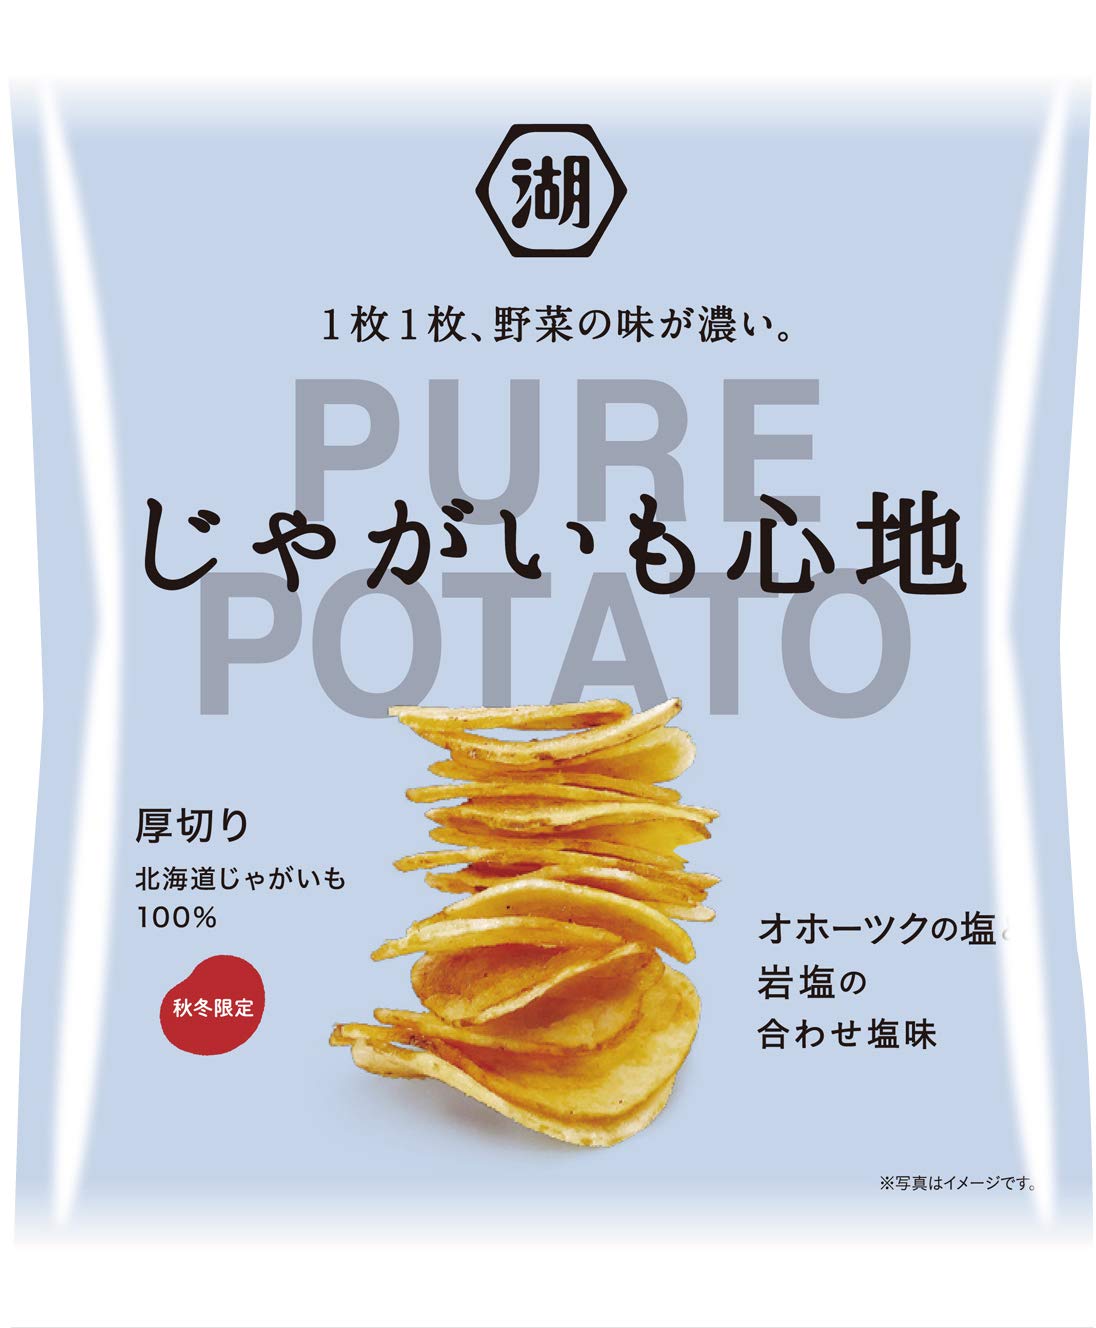 湖
1枚1枚、野菜の味が濃い。
PURE
じゃがいも心地
POTATO
厚切り
北海道じゃがいも
100%
秋冬限定
オホーツクの塩と
岩塩の
合わせ塩味
※写真はイメージです。